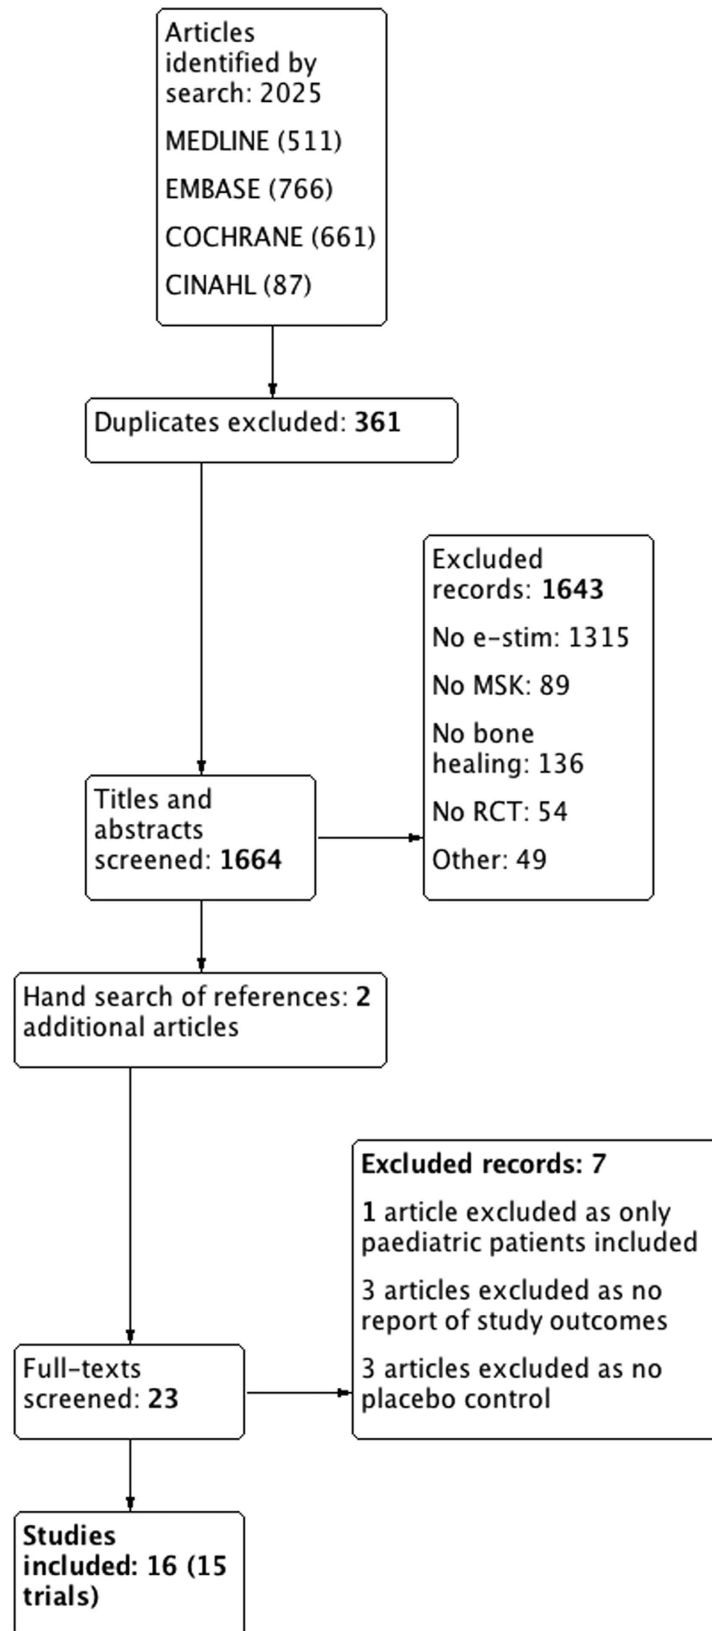 Articles
identified by
search: 2025
MEDLINE (511)
EMBASE (766)
COCHRANE (661)
CINAHL (87)
Duplicates excluded: 361
Excluded
records: 1643
No e-stim: 1315
No MSK: 89
No bone
healing: 136
No RCT: 54
Other: 49
Titles and
abstracts
screened: 1664
Hand search of references: 2
additional articles
Excluded records: 7
1 article excluded as only
paediatric patients included
3 articles excluded as no
report of study outcomes
3 articles excluded as no
placebo control
Full-texts
screened: 23
Studies
included: 16 (15
trials)